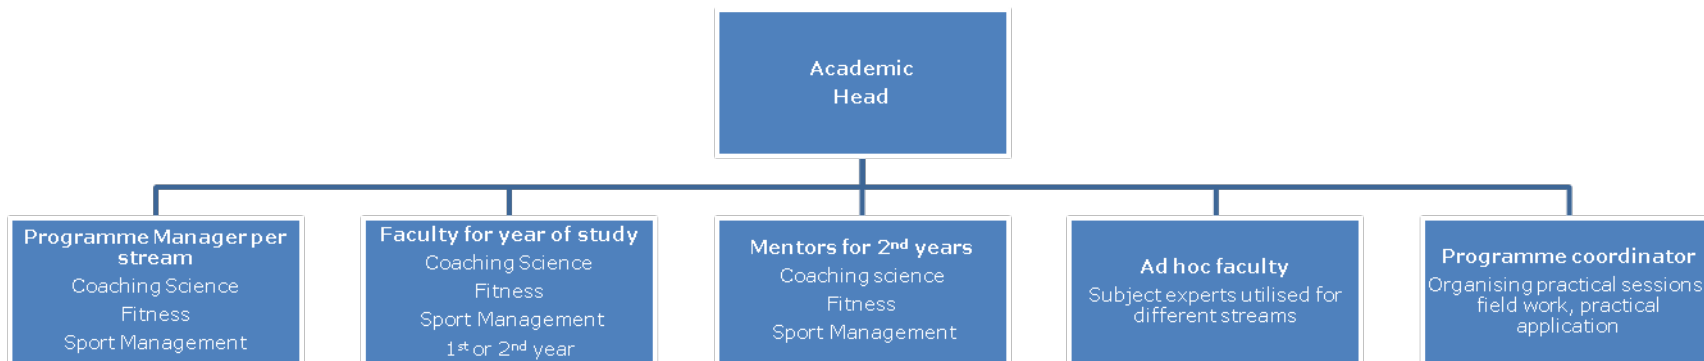 Academic
Head
Programme Manager per
stream
Coaching Science
Fitness
Sport Management
Faculty for year of study
Coaching Science
Fitness
Sport Management
1st or 2nd year
Mentors for 2nd years
Coaching science
Fitness
Sport Management
Ad hoc faculty
Subject experts utilised for
different streams
Programme coordinator
Organising practical sessions
field work, practical
application